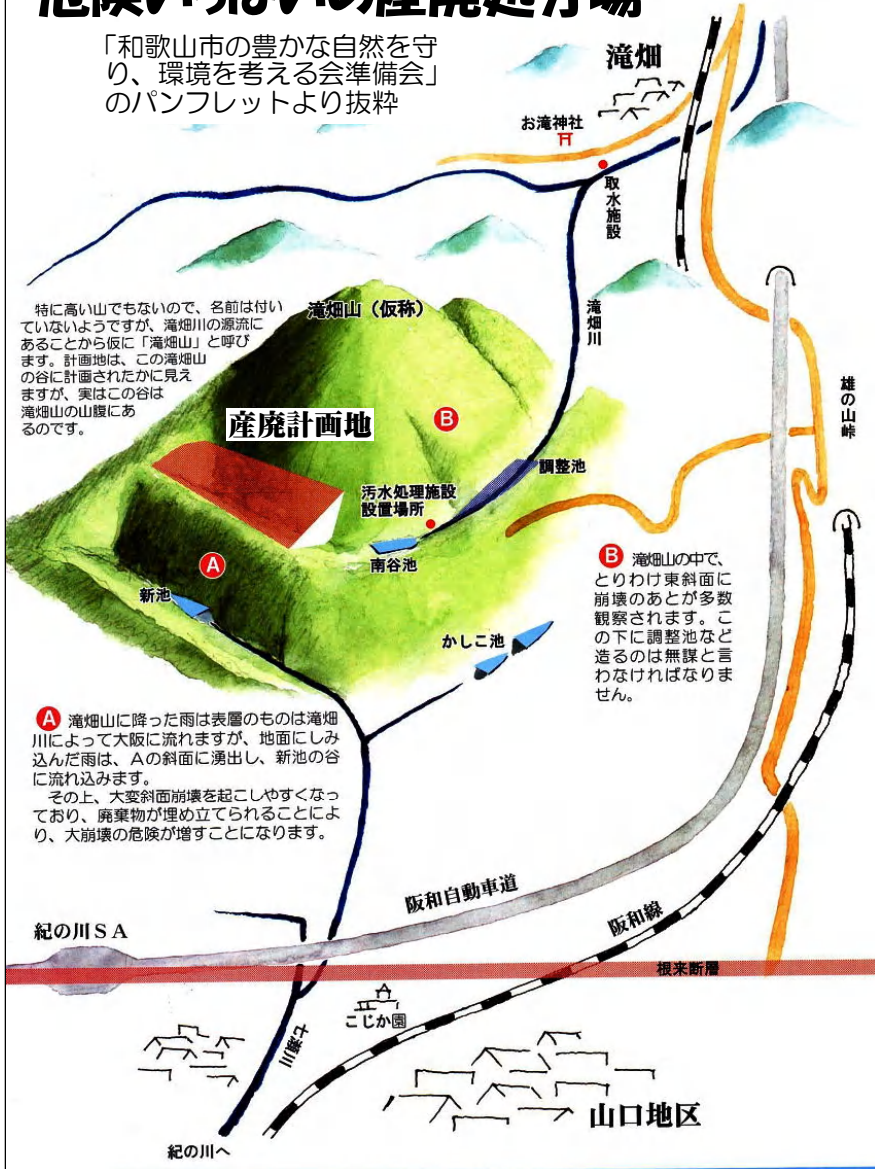 危険いっぱいの産廃処分場
「和歌山市の豊かな自然を守
り、環境を考える会準備会」
のパンフレットより抜粋
滝畑
お滝神社
取水施設
滝畑川
特に高い山でもないので、名前は付い
ていないようですが、滝畑川の源流に
あることから仮に「滝畑山」と呼び
ます。計画地は、この滝畑山
の谷に計画されたかに見え
ますが、実はこの谷は
滝畑山の山腹にあ
るのです。
滝畑山（仮称）
雄の山峠
産廃計画地
B
調整池
汚水処理施設
設置場所
南谷池
A
新池
かしこ池
B 滝畑山の中で、
とりわけ東斜面に
崩壊のあとが多数
観察されます。こ
の下に調整池など
造るのは無謀と言
わなければなりま
せん。
A 滝畑山に降った雨は表層のものは滝畑
川によって大阪に流れますが、地面にしみ
込んだ雨は、Aの斜面に湧出し、新池の谷
に流れ込みます。
その上、大変斜面崩壊を起こしやすくなっ
ており、廃棄物が埋め立てられることによ
り、大崩壊の危険が増すことになります。
阪和自動車道
阪和線
紀の川ＳＡ
根来断層
こじか園
七瀬川
山口地区
紀の川へ